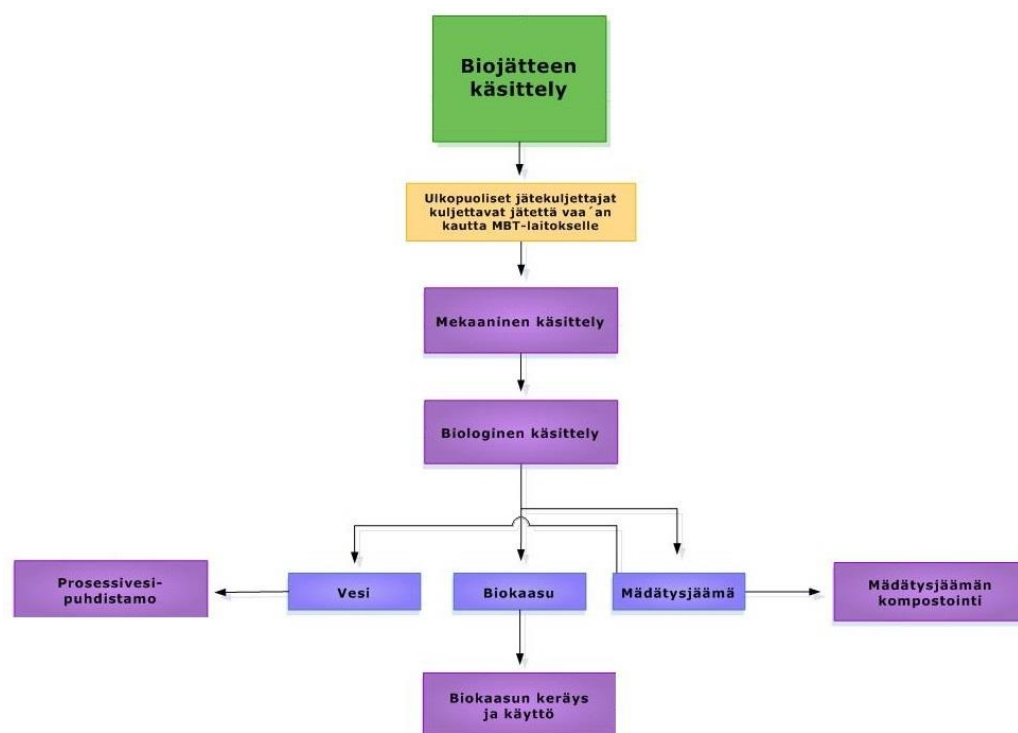 Biojätteen
käsittely
Ulkopuoliset jätekuljettajat
kuljettavat jätettä vaa´an
kautta MBT-laitokselle
Mekaaninen käsittely
Biologinen käsittely
Prosessivesi-
puhdistamo
Vesi
Biokaasu
Mädätysjäämä
Mädätysjäämän
kompostointi
Biokaasun keräys
ja käyttö